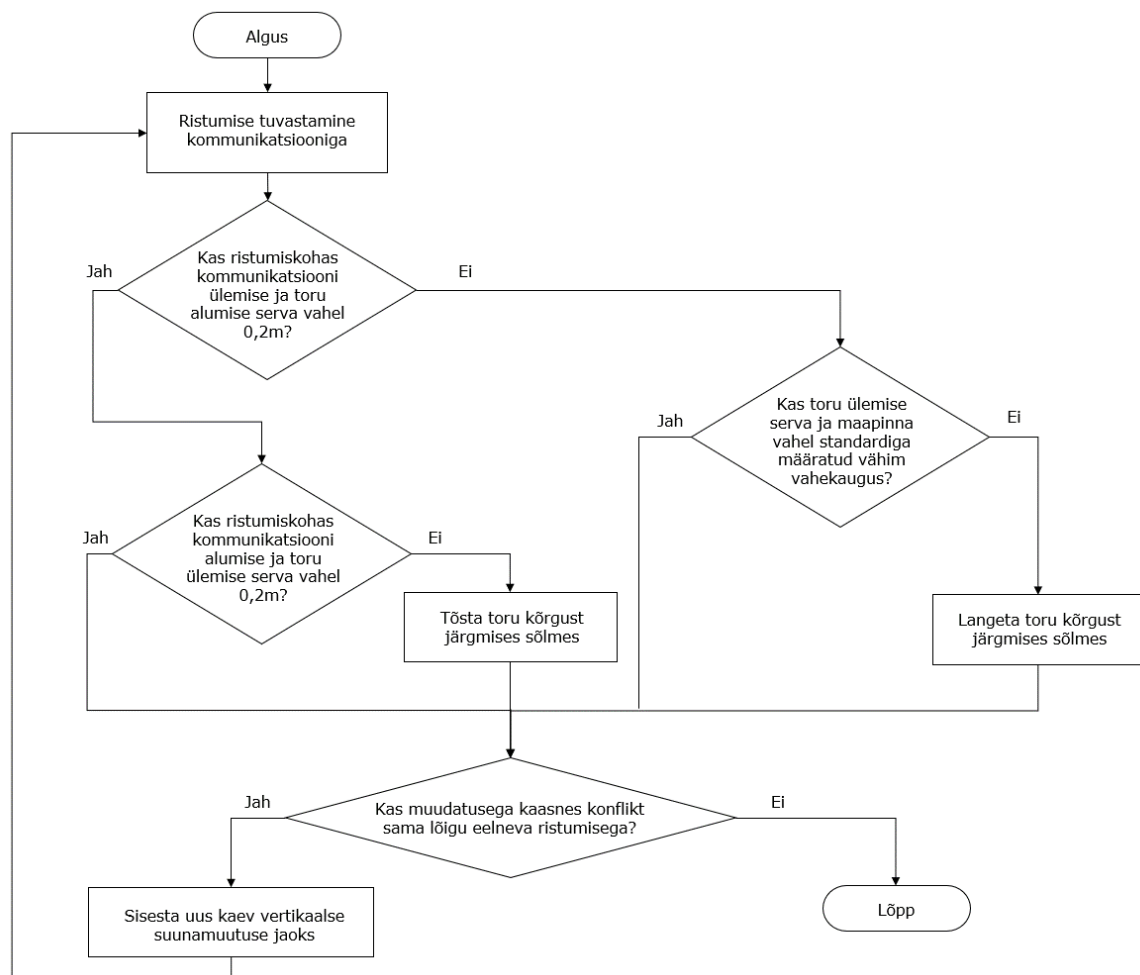 Algus
Ristumise tuvastamine
kommunikatsiooniga
Jah
Kas ristumiskohas
kommunikatsiooni
ülemise ja toru
alumise serva vahel
0,2m?
Ei
Jah
Kas toru ülemise
serva ja maapinna
vahel standardiga
määratud vähim
vahekaugus?
Ei
Jah
Kas ristumiskohas
kommunikatsiooni
alumise ja toru
ülemise serva vahel
0,2m?
Ei
Tõsta toru kõrgust
järgmises sõlmes
Langeta toru kõrgust
järgmises sõlmes
Jah
Kas muudatusega kaasnes konflikt
sama lõigu eelneva ristumisega?
Ei
Sisesta uus kaev vertikaalse
suunamuutuse jaoks
Lõpp